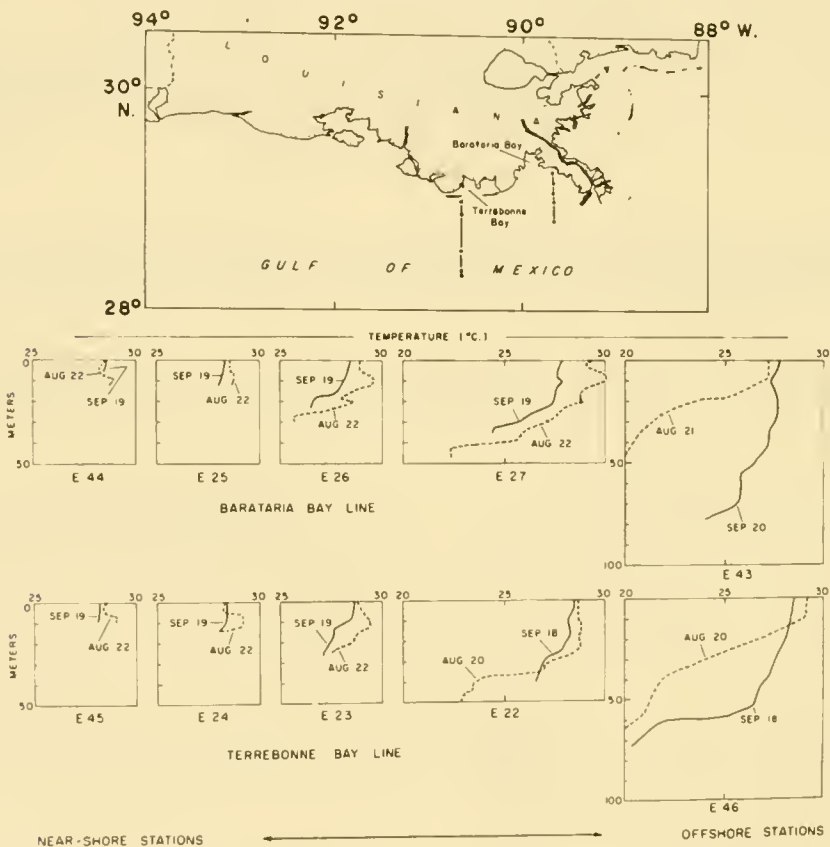 94° 92° 90° 88° W.
30°
N.
LOUISIANA
Barataria Bay
Terrebonne
Bay
GULF OF MEXICO
28°
TEMPERATURE (°C.)
25 30 25 30 25 30 20 25 30 20 25 30
0
METERS
AUG 22
SEP 19
SEP 19
AUG 22
SEP 19
AUG 22
SEP 19
AUG 22
AUG 21
SEP 20
50
50
100
E 44 E 25 E 26 E 27 E 43
BARATARIA BAY LINE
25 30 25 30 25 30 20 25 30 20 25 30
0
METERS
SEP 19
AUG 22
SEP 19
AUG 22
SEP 19
AUG 22
AUG 20
SEP 18
AUG 20
SEP 18
50
50
100
E 45 E 24 E 23 E 22 E 46
TERREBONNE BAY LINE
NEAR-SHORE STATIONS OFFSHORE STATIONS